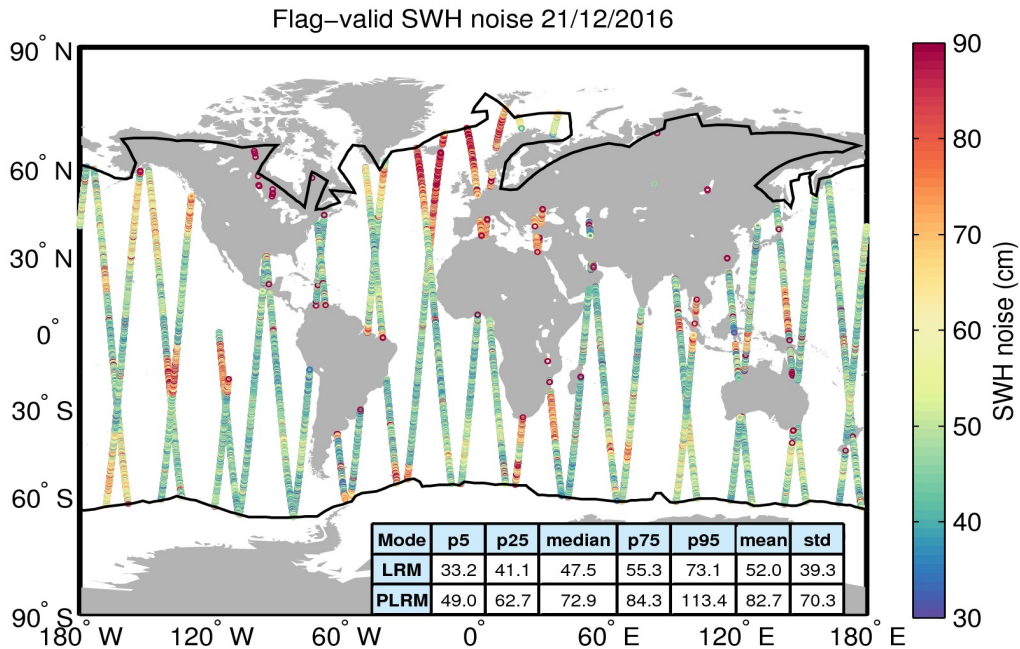 Flag−valid SWH noise 21/12/2016
90° N
60° N
30° N
0°
30° S
60° S
90° S
180° W
120° W
60° W
0°
60° E
120° E
180° E
90
80
70
60
50
40
30
SWH noise (cm)
Mode p5 p25 median p75 p95 mean std
LRM 33.2 41.1 47.5 55.3 73.1 52.0 39.3
PLRM 49.0 62.7 72.9 84.3 113.4 82.7 70.3